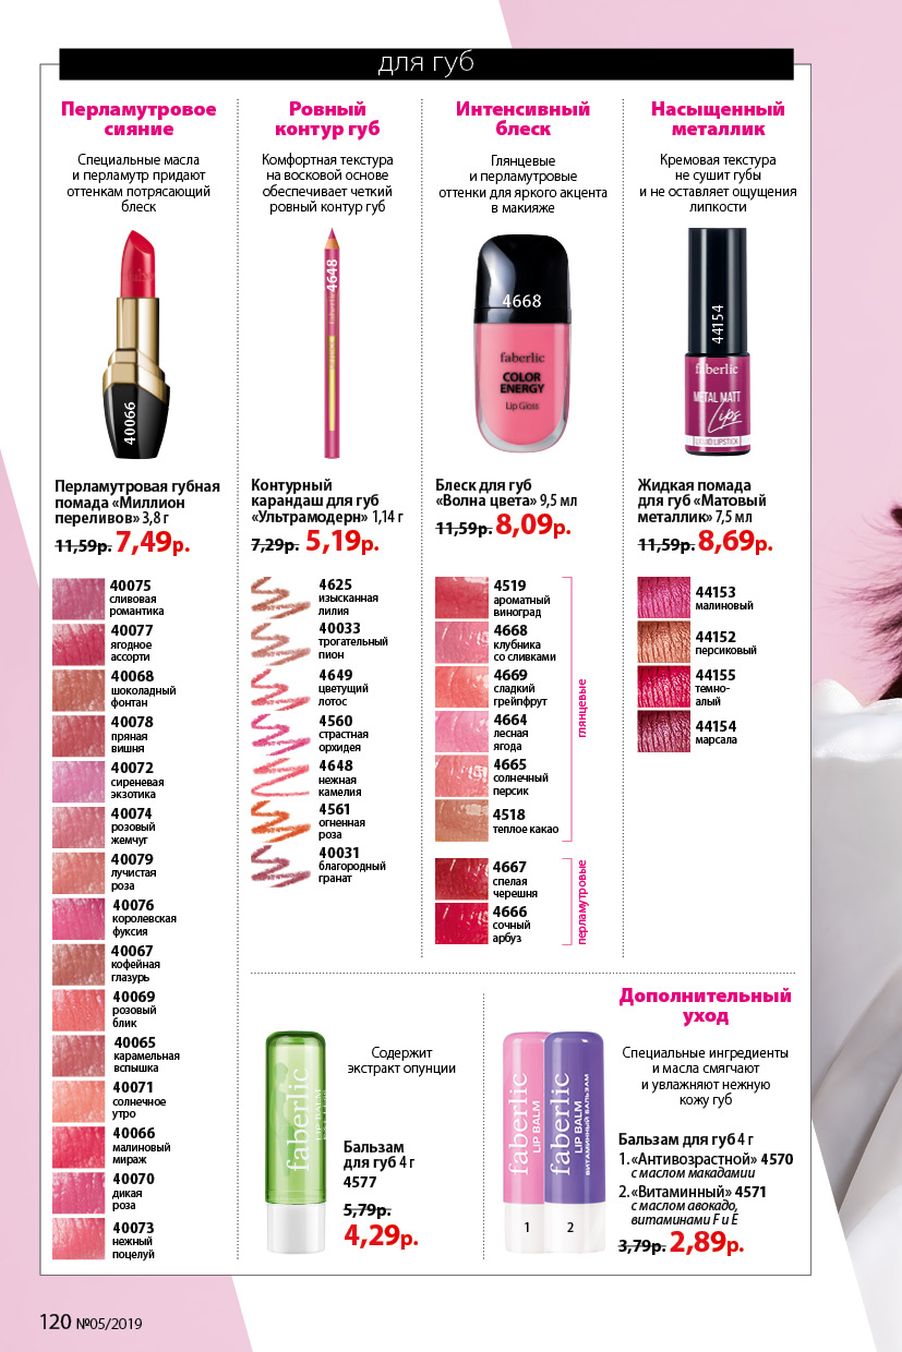 для губ
Перламутровое
сияние
Специальные масла
и перламутр придают
оттенкам потрясающий
блеск
40066
Перламутровая губная
помада «Миллион
переливов» 3,8 г
11,59р. 7,49р.
40075
сливовая
романтика
40077
ягодное
ассорти
40068
шоколадный
фонтан
40078
пряная
вишня
40072
сиреневая
экзотика
40074
розовый
жемчуг
40079
лучистая
роза
40076
королевская
фуксия
40067
кофейная
глазурь
40069
розовый
блик
40065
карамельная
вспышка
40071
солнечное
утро
40066
малиновый
мираж
40070
дикая
роза
40073
нежный
поцелуй
Ровный
контур губ
Комфортная текстура
на восковой основе
обеспечивает четкий
ровный контур губ
4648
faberlic
Контурный
карандаш для губ
«Ультрамодерн» 1,14 г
7,29р. 5,19р.
4625
изысканная
лилия
40033
трогательный
пион
4649
цветущий
лотос
4560
страстная
орхидея
4648
нежная
камелия
4561
огненная
роза
40031
благородный
гранат
Интенсивный
блеск
Глянцевые
и перламутровые
оттенки для яркого акцента
в макияже
4668
faberlic
COLOR
ENERGY
Lip Gloss
Блеск для губ
«Волна цвета» 9,5 мл
11,59р. 8,09р.
4519
ароматный
виноград
4668
клубника
со сливками
4669
сладкий
грейпфрут
4664
лесная
ягода
4665
солнечный
персик
4518
теплое какао
глянцевые
4667
спелая
черешня
4666
сочный
арбуз
перламутровые
Насыщенный
металлик
Кремовая текстура
не сушит губы
и не оставляет ощущения
липкости
44154
faberlic
METAL MATT
Lips
LIQUID LIPSTICK
Жидкая помада
для губ «Матовый
металлик» 7,5 мл
11,59р. 8,69р.
44153
малиновый
44152
персиковый
44155
темно-
алый
44154
марсала
faberlic
LIP BALM
Содержит
экстракт опунции
Бальзам
для губ 4 г
4577
5,79р.
4,29р.
faberlic
LIP BALM
1
faberlic
LIP BALM
ВИТАМИННЫЙ БАЛЬЗАМ
2
Дополнительный
уход
Специальные ингредиенты
и масла смягчают
и увлажняют нежную
кожу губ
Бальзам для губ 4 г
1. «Антивозрастной» 4570
с маслом макадамии
2. «Витаминный» 4571
с маслом авокадо,
витаминами F и E
3,79р. 2,89р.
120 №05/2019